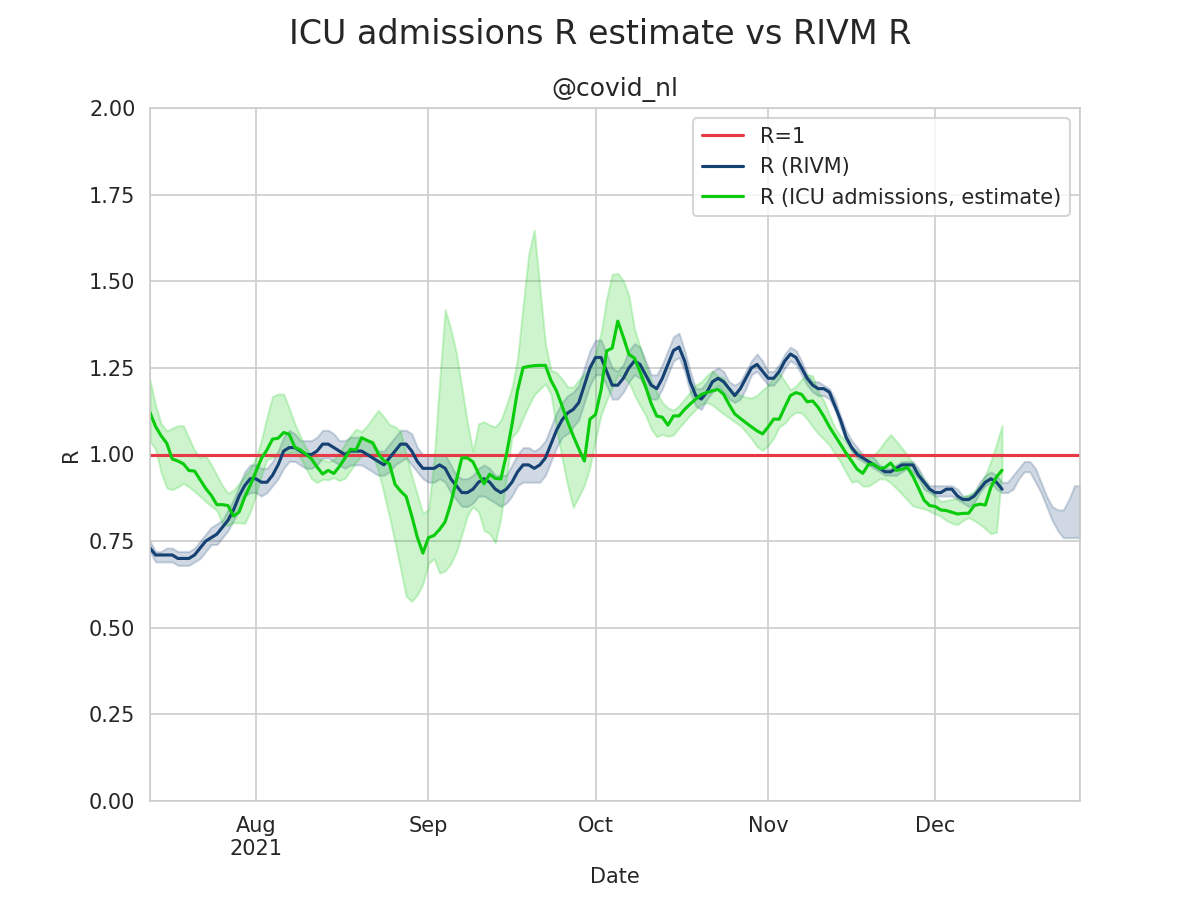 ICU admissions R estimate vs RIVM R
@covid_nl
2.00
1.75
1.50
1.25
1.00
0.75
0.50
0.25
0.00
R
R=1
R (RIVM)
R (ICU admissions, estimate)
Aug
2021
Sep
Oct
Nov
Dec
Date